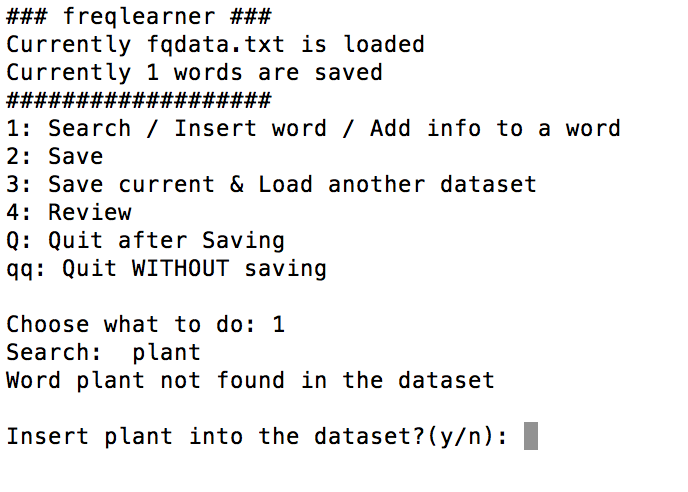 ### freqlearner ###
Currently fqdata.txt is loaded
Currently 1 words are saved
###################
1: Search / Insert word / Add info to a word
2: Save
3: Save current & Load another dataset
4: Review
Q: Quit after Saving
qq: Quit WITHOUT saving
Choose what to do: 1
Search:  plant
Word plant not found in the dataset
Insert plant into the dataset?(y/n):